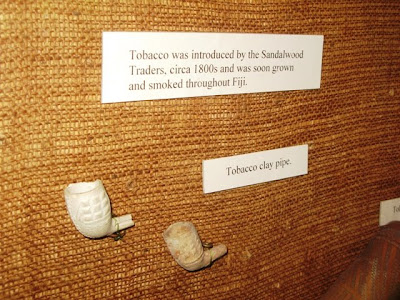 Tobacco was introduced by the Sandalwood
Traders, circa 1800s and was soon grown
and smoked throughout Fiji.
Tobacco clay pipe.